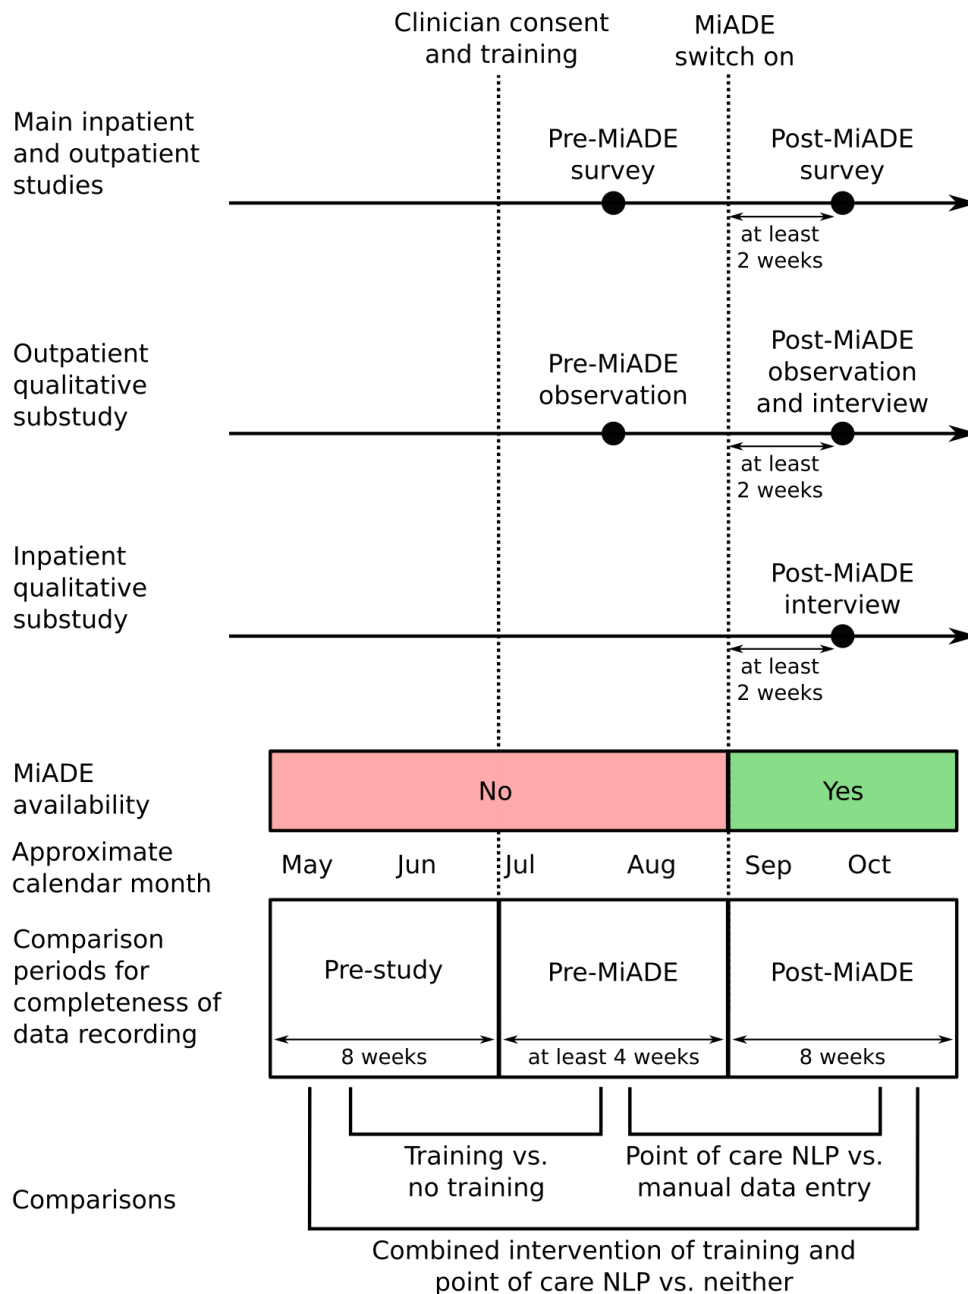 Clinician consent
and training
MiADE
switch on
Main inpatient
and outpatient
studies
Pre-MiADE
survey
Post-MiADE
survey
at least
2 weeks
Outpatient
qualitative
substudy
Pre-MiADE
observation
Post-MiADE
observation
and interview
at least
2 weeks
Inpatient
qualitative
substudy
Post-MiADE
interview
at least
2 weeks
MiADE
availability
No
Yes
Approximate
calendar month
May
Jun
Jul
Aug
Sep
Oct
Comparison
periods for
completeness of
data recording
Pre-study
Pre-MiADE
Post-MiADE
8 weeks
at least 4 weeks
8 weeks
Training vs.
no training
Point of care NLP vs.
manual data entry
Comparisons
Combined intervention of training and
point of care NLP vs. neither